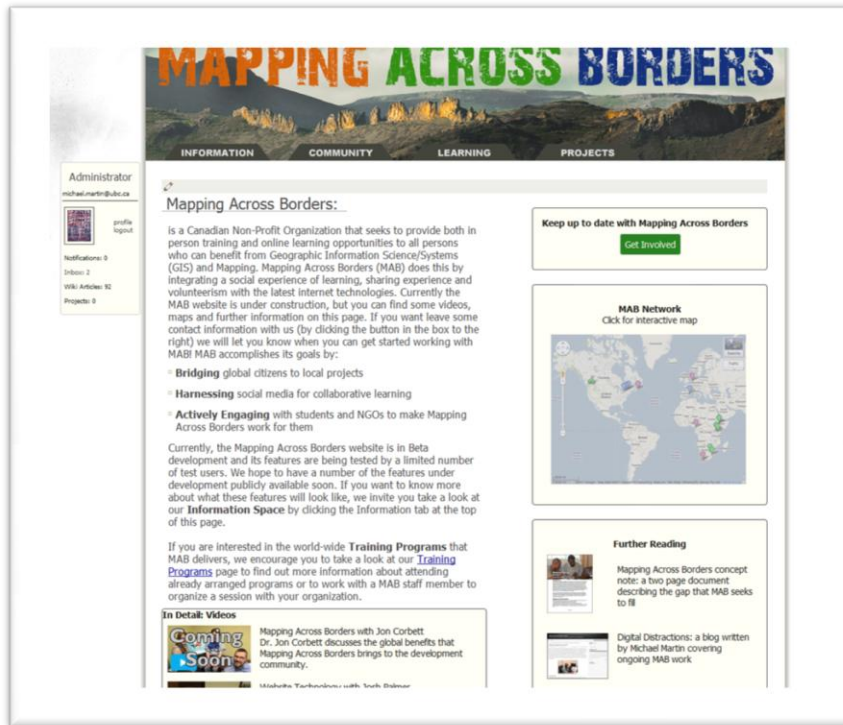 MAPPING ACROSS BORDERS
INFORMATION COMMUNITY LEARNING PROJECTS
Administrator
michael.martin@ubc.ca
profile
logout
Notifications: 0
Inbox: 2
Wiki Articles: 92
Projects: 0
Mapping Across Borders:
is a Canadian Non-Profit Organization that seeks to provide both in
person training and online learning opportunities to all persons
who can benefit from Geographic Information Science/Systems
(GIS) and Mapping. Mapping Across Borders (MAB) does this by
integrating a social experience of learning, sharing experience and
volunteerism with the latest internet technologies. Currently the
MAB website is under construction, but you can find some videos,
maps and further information on this page. If you want leave some
contact information with us (by clicking the button in the box to the
right) we will let you know when you can get started working with
MAB! MAB accomplishes its goals by:
Bridging global citizens to local projects
Harnessing social media for collaborative learning
Actively Engaging with students and NGOs to make Mapping
Across Borders work for them
Currently, the Mapping Across Borders website is in Beta
development and its features are being tested by a limited number
of test users. We hope to have a number of the features under
development publicly available soon. If you want to know more
about what these features will look like, we invite you take a look at
our Information Space by clicking the Information tab at the top
of this page.
If you are interested in the world-wide Training Programs that
MAB delivers, we encourage you to take a look at our Training
Programs page to find out more information about attending
already arranged programs or to work with a MAB staff member to
organize a session with your organization.
In Detail: Videos
Coming
Soon
Mapping Across Borders with Jon Corbett
Dr. Jon Corbett discusses the global benefits that
Mapping Across Borders brings to the development
community.
Website Technology with Josh Palmer
Keep up to date with Mapping Across Borders
Get Involved
MAB Network
Click for interactive map
Further Reading
Mapping Across Borders concept
note: a two page document
describing the gap that MAB seeks
to fill
Digital Distractions: a blog written
by Michael Martin covering
ongoing MAB work